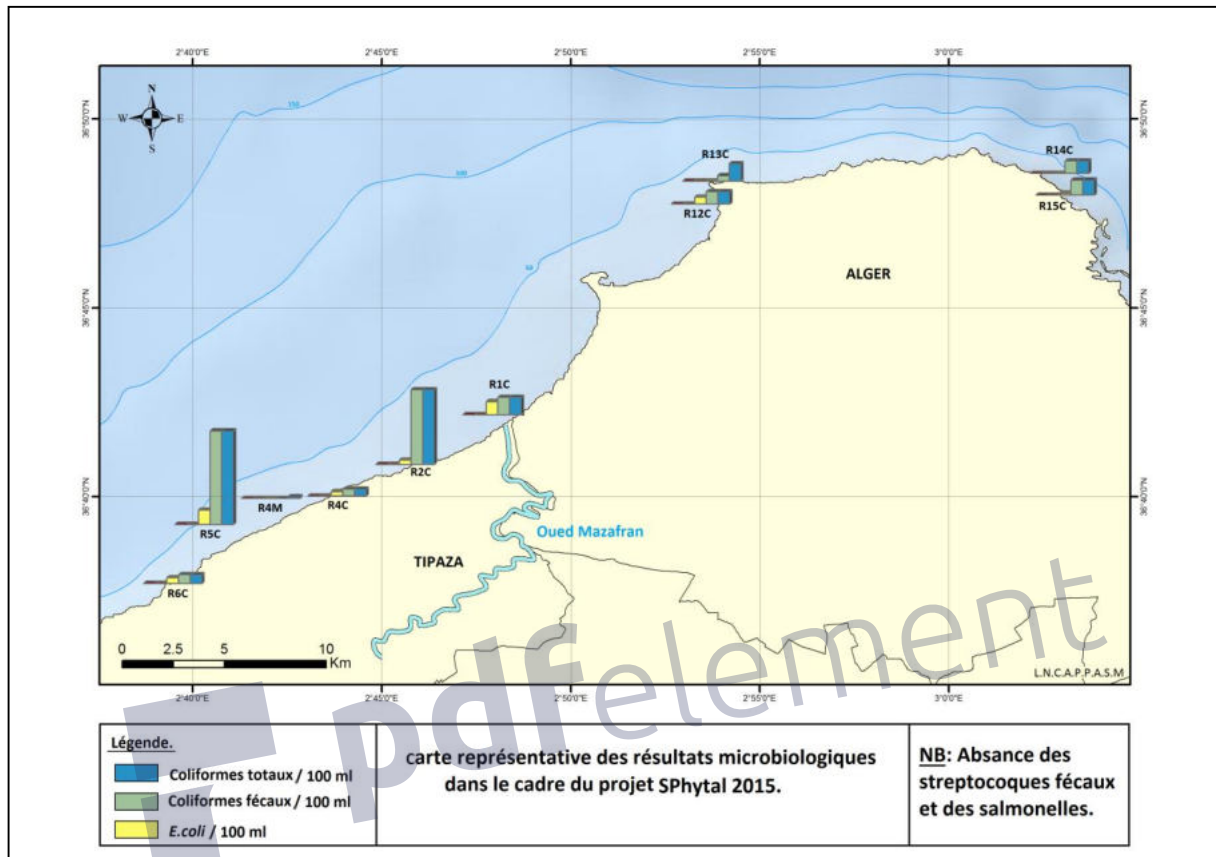 2°40'0"E 2°45'0"E 2°50'0"E 2°55'0"E 3°0'0"E
36°50'0"N 36°50'0"N
N
W E
S
150
100
50
R13C
R12C
R14C
R15C
ALGER
36°45'0"N 36°45'0"N
R1C
R2C
R4C
R4M
R5C
R6C
36°40'0"N 36°40'0"N
Oued Mazafran
TIPAZA
0 2.5 5 10
Km
L.N.C.A.P.P.A.S.M
2°40'0"E 2°45'0"E 2°50'0"E 2°55'0"E 3°0'0"E
pdfelement
Légende.
Coliformes totaux / 100 ml
Coliformes fécaux / 100 ml
E.coli / 100 ml
carte représentative des résultats microbiologiques
dans le cadre du projet SPhytal 2015.
NB: Absence des
streptocoques fécaux
et des salmonelles.